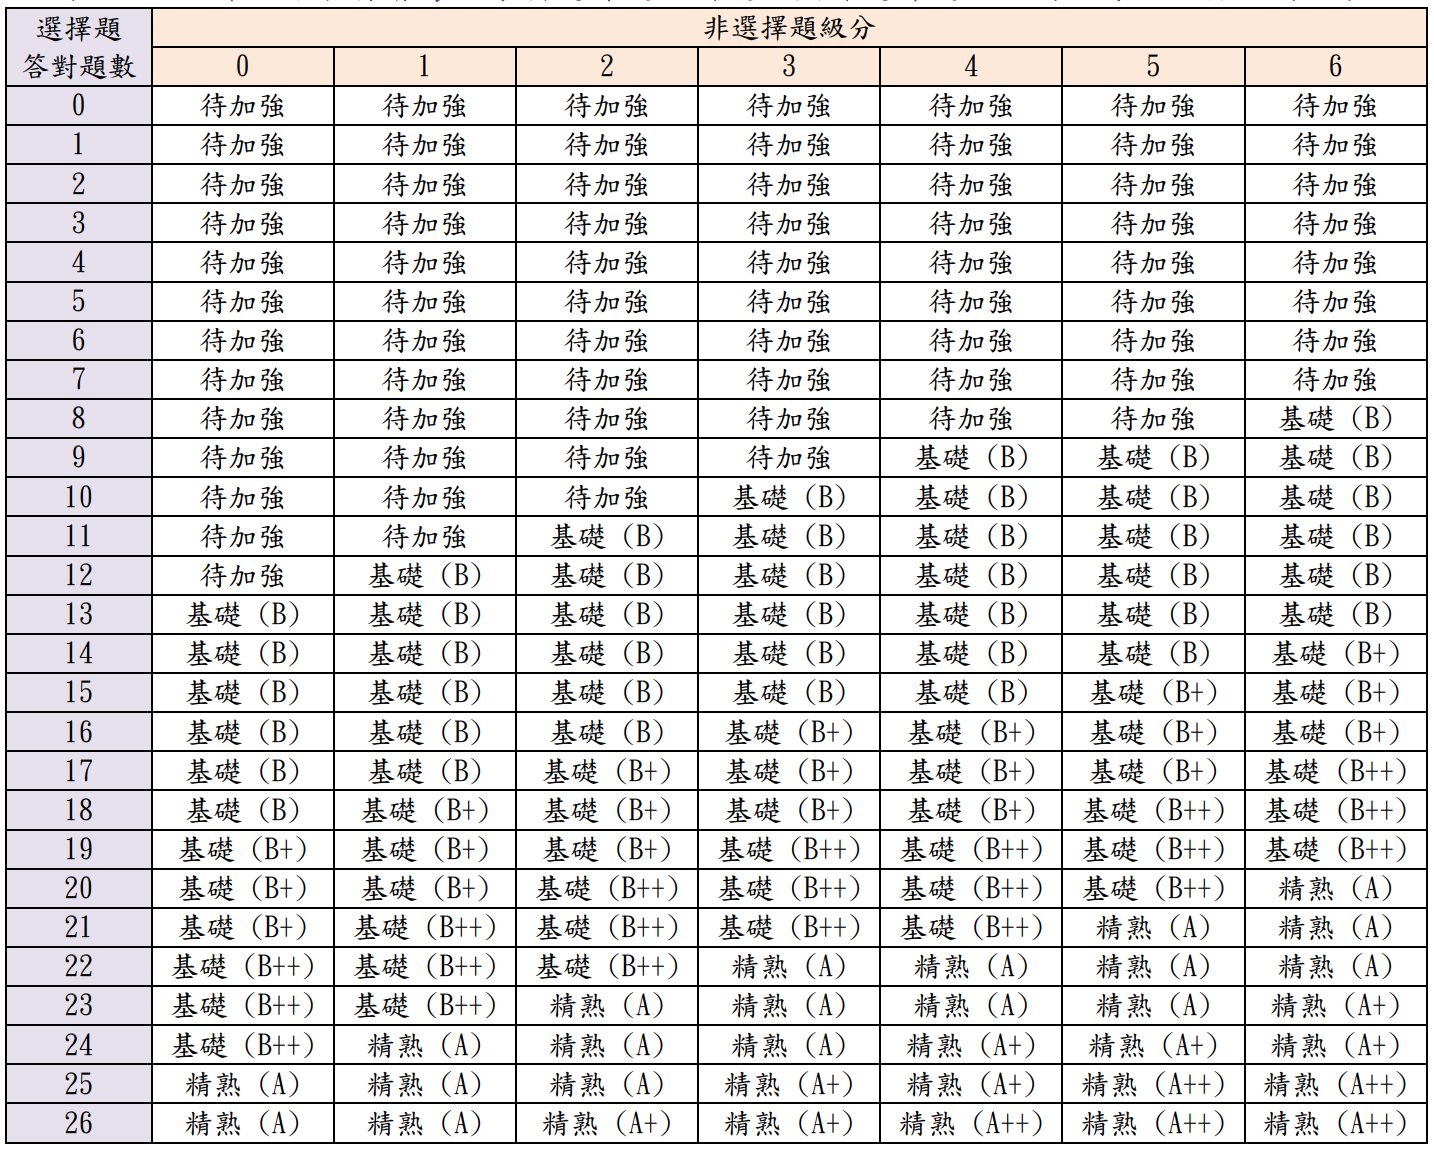 選擇題 非選擇題級分
答對題數 0 1 2 3 4 5 6
0 待加強 待加強 待加強 待加強 待加強 待加強 待加強
1 待加強 待加強 待加強 待加強 待加強 待加強 待加強
2 待加強 待加強 待加強 待加強 待加強 待加強 待加強
3 待加強 待加強 待加強 待加強 待加強 待加強 待加強
4 待加強 待加強 待加強 待加強 待加強 待加強 待加強
5 待加強 待加強 待加強 待加強 待加強 待加強 待加強
6 待加強 待加強 待加強 待加強 待加強 待加強 待加強
7 待加強 待加強 待加強 待加強 待加強 待加強 待加強
8 待加強 待加強 待加強 待加強 待加強 待加強 基礎（B）
9 待加強 待加強 待加強 待加強 基礎（B） 基礎（B） 基礎（B）
10 待加強 待加強 待加強 基礎（B） 基礎（B） 基礎（B） 基礎（B）
11 待加強 待加強 基礎（B） 基礎（B） 基礎（B） 基礎（B） 基礎（B）
12 待加強 基礎（B） 基礎（B） 基礎（B） 基礎（B） 基礎（B） 基礎（B）
13 基礎（B） 基礎（B） 基礎（B） 基礎（B） 基礎（B） 基礎（B） 基礎（B）
14 基礎（B） 基礎（B） 基礎（B） 基礎（B） 基礎（B） 基礎（B） 基礎（B+）
15 基礎（B） 基礎（B） 基礎（B） 基礎（B） 基礎（B） 基礎（B+） 基礎（B+）
16 基礎（B） 基礎（B） 基礎（B） 基礎（B+） 基礎（B+） 基礎（B+） 基礎（B+）
17 基礎（B） 基礎（B） 基礎（B+） 基礎（B+） 基礎（B+） 基礎（B+） 基礎（B++）
18 基礎（B） 基礎（B+） 基礎（B+） 基礎（B+） 基礎（B+） 基礎（B++） 基礎（B++）
19 基礎（B+） 基礎（B+） 基礎（B+） 基礎（B++） 基礎（B++） 基礎（B++） 基礎（B++）
20 基礎（B+） 基礎（B+） 基礎（B++） 基礎（B++） 基礎（B++） 基礎（B++） 精熟（A）
21 基礎（B+） 基礎（B++） 基礎（B++） 基礎（B++） 基礎（B++） 精熟（A） 精熟（A）
22 基礎（B++） 基礎（B++） 基礎（B++） 精熟（A） 精熟（A） 精熟（A） 精熟（A）
23 基礎（B++） 基礎（B++） 精熟（A） 精熟（A） 精熟（A） 精熟（A） 精熟（A+）
24 基礎（B++） 精熟（A） 精熟（A） 精熟（A） 精熟（A+） 精熟（A+） 精熟（A+）
25 精熟（A） 精熟（A） 精熟（A） 精熟（A+） 精熟（A+） 精熟（A++） 精熟（A++）
26 精熟（A） 精熟（A） 精熟（A+） 精熟（A+） 精熟（A++） 精熟（A++） 精熟（A++）